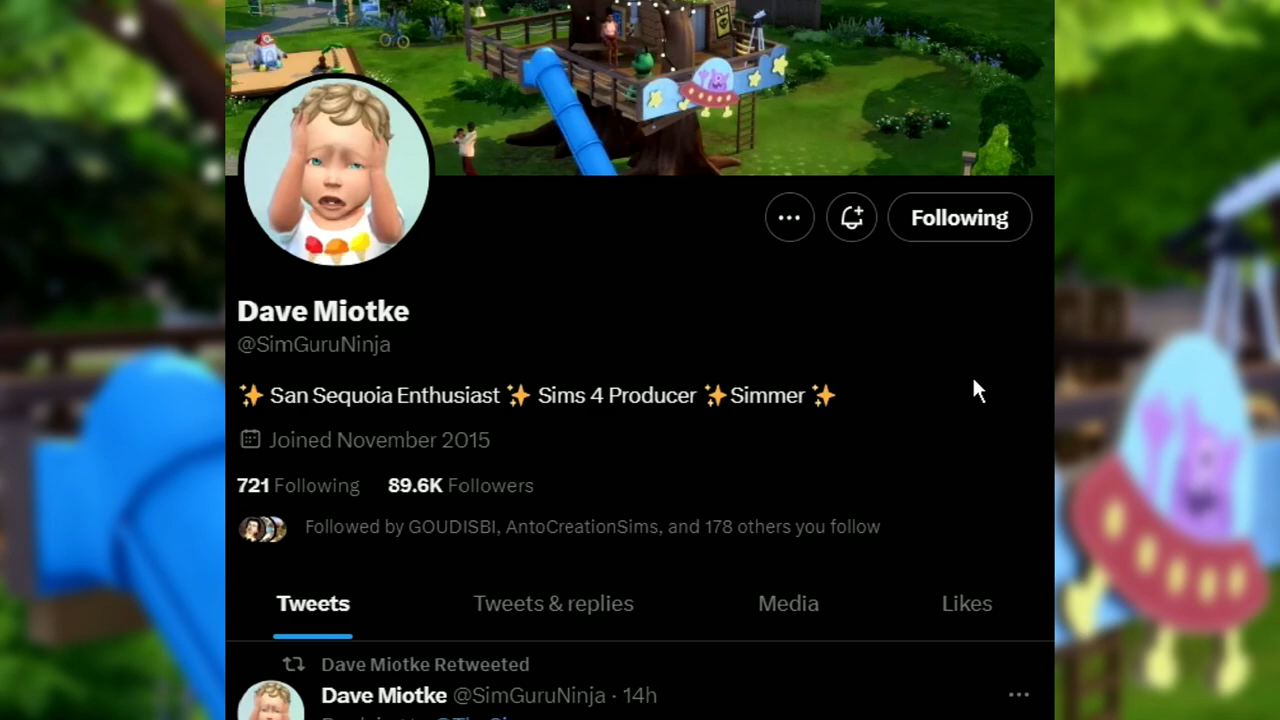 Following
Dave Miotke
@SimGuruNinja
✨ San Sequoia Enthusiast ✨ Sims 4 Producer ✨Simmer ✨
Joined November 2015
721 Following 89.6K Followers
Followed by GOUDISBI, AntoCreationSims, and 178 others you follow
Tweets Tweets & replies Media Likes
Dave Miotke Retweeted
Dave Miotke @SimGuruNinja · 14h